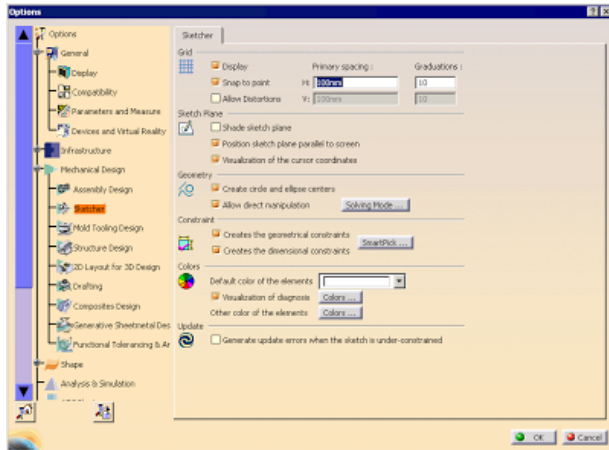 Options
Options
General
Display
Compatibility
Parameters and Measure
Devices and Virtual Reality
Infrastructure
Mechanical Design
Assembly Design
Sketcher
Mold Tooling Design
Structure Design
2D Layout for 3D Design
Drafting
Composites Design
Generative Sheetmetal Des
Functional Tolerancing & Ar
Shape
Analysis & Simulation
Sketcher
Grid
Display Primary spacing : Graduations :
Snap to point H: 100mm 10
Allow Distortions V: 100mm 10
Sketch Plane
Shade sketch plane
Position sketch plane parallel to screen
Visualization of the cursor coordinates
Geometry
Create circle and ellipse centers
Allow direct manipulation Solving Mode ...
Constraint
Creates the geometrical constraints
SmartPick ...
Creates the dimensional constraints
Colors
Default color of the elements
Visualization of diagnosis Colors ...
Other color of the elements Colors ...
Update
Generate update errors when the sketch is under-constrained
OK Cancel